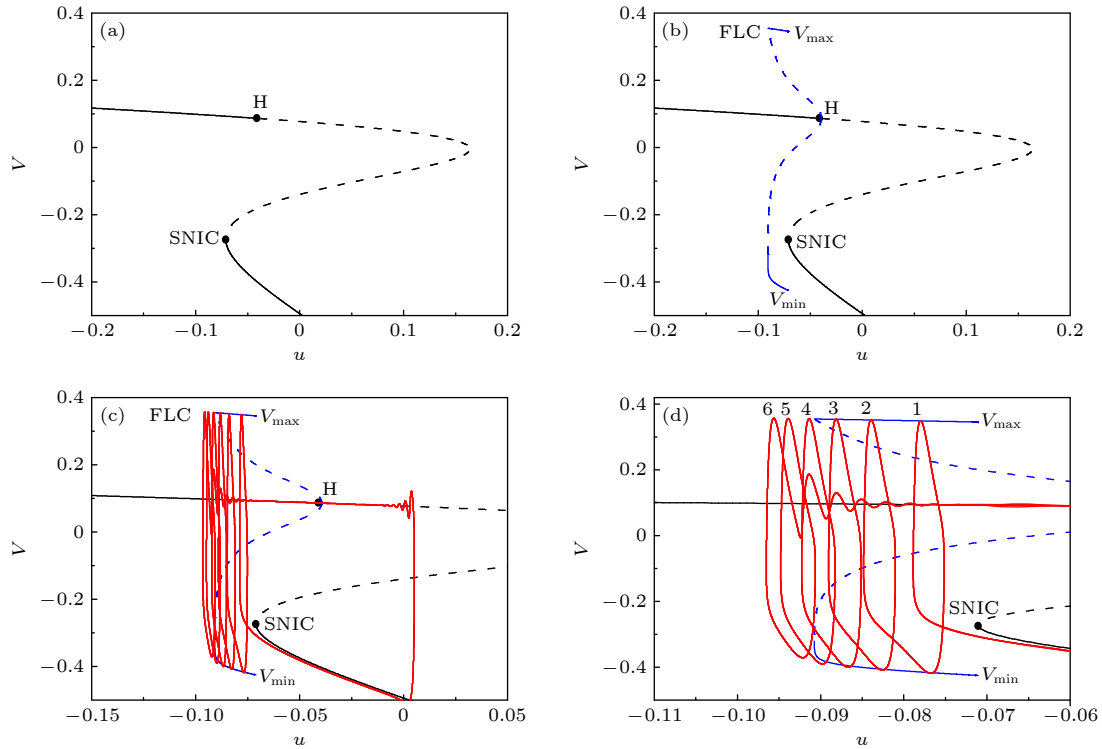 (a)
0.4
0.2
0
−0.2
−0.4
V
H
SNIC
−0.2
−0.1
0
0.1
0.2
u
(b)
0.4
0.2
0
−0.2
−0.4
V
FLC
Vmax
H
SNIC
Vmin
−0.2
−0.1
0
0.1
0.2
u
(c)
0.4
0.2
0
−0.2
−0.4
V
FLC
Vmax
H
SNIC
Vmin
−0.15
−0.10
−0.05
0
0.05
u
(d)
0.4
0.2
0
−0.2
−0.4
V
6 5 4 3 2 1
Vmax
SNIC
Vmin
−0.11
−0.10
−0.09
−0.08
−0.07
−0.06
u